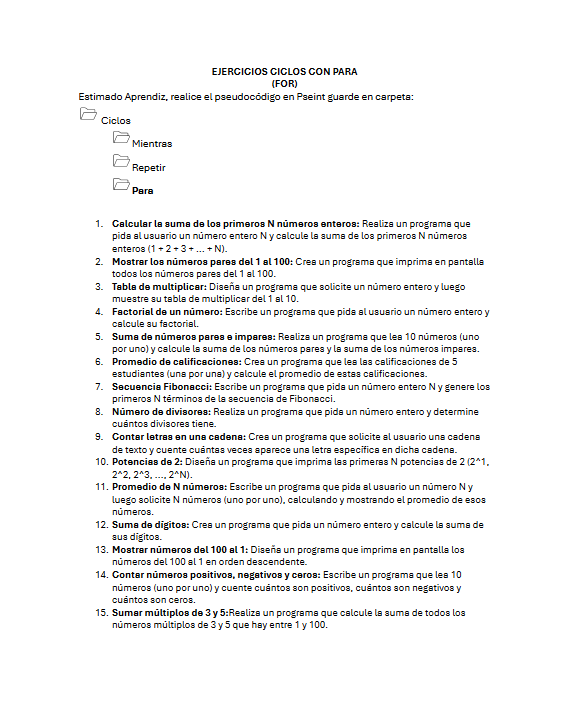 EJERCICIOS CICLOS CON PARA
(FOR)
Estimado Aprendiz, realice el pseudocódigo en Pseint guarde en carpeta:
Ciclos
Mientras
Repetir
Para
1. Calcular la suma de los primeros N números enteros: Realiza un programa que
pida al usuario un número entero N y calcule la suma de los primeros N números
enteros (1 + 2 + 3 + ... + N).
2. Mostrar los números pares del 1 al 100: Crea un programa que imprima en pantalla
todos los números pares del 1 al 100.
3. Tabla de multiplicar: Diseña un programa que solicite un número entero y luego
muestre su tabla de multiplicar del 1 al 10.
4. Factorial de un número: Escribe un programa que pida al usuario un número entero y
calcule su factorial.
5. Suma de números pares e impares: Realiza un programa que lea 10 números (uno
por uno) y calcule la suma de los números pares y la suma de los números impares.
6. Promedio de calificaciones: Crea un programa que lea las calificaciones de 5
estudiantes (una por una) y calcule el promedio de estas calificaciones.
7. Secuencia Fibonacci: Escribe un programa que pida un número entero N y genere los
primeros N términos de la secuencia de Fibonacci.
8. Número de divisores: Realiza un programa que pida un número entero y determine
cuántos divisores tiene.
9. Contar letras en una cadena: Crea un programa que solicite al usuario una cadena
de texto y cuente cuántas veces aparece una letra específica en dicha cadena.
10. Potencias de 2: Diseña un programa que imprima las primeras N potencias de 2 (2^1,
2^2, 2^3, ..., 2^N).
11. Promedio de N números: Escribe un programa que pida al usuario un número N y
luego solicite N números (uno por uno), calculando y mostrando el promedio de esos
números.
12. Suma de dígitos: Crea un programa que pida un número entero y calcule la suma de
sus dígitos.
13. Mostrar números del 100 al 1: Diseña un programa que imprima en pantalla los
números del 100 al 1 en orden descendente.
14. Contar números positivos, negativos y ceros: Escribe un programa que lea 10
números (uno por uno) y cuente cuántos son positivos, cuántos son negativos y
cuántos son ceros.
15. Sumar múltiplos de 3 y 5:Realiza un programa que calcule la suma de todos los
números múltiplos de 3 y 5 que hay entre 1 y 100.